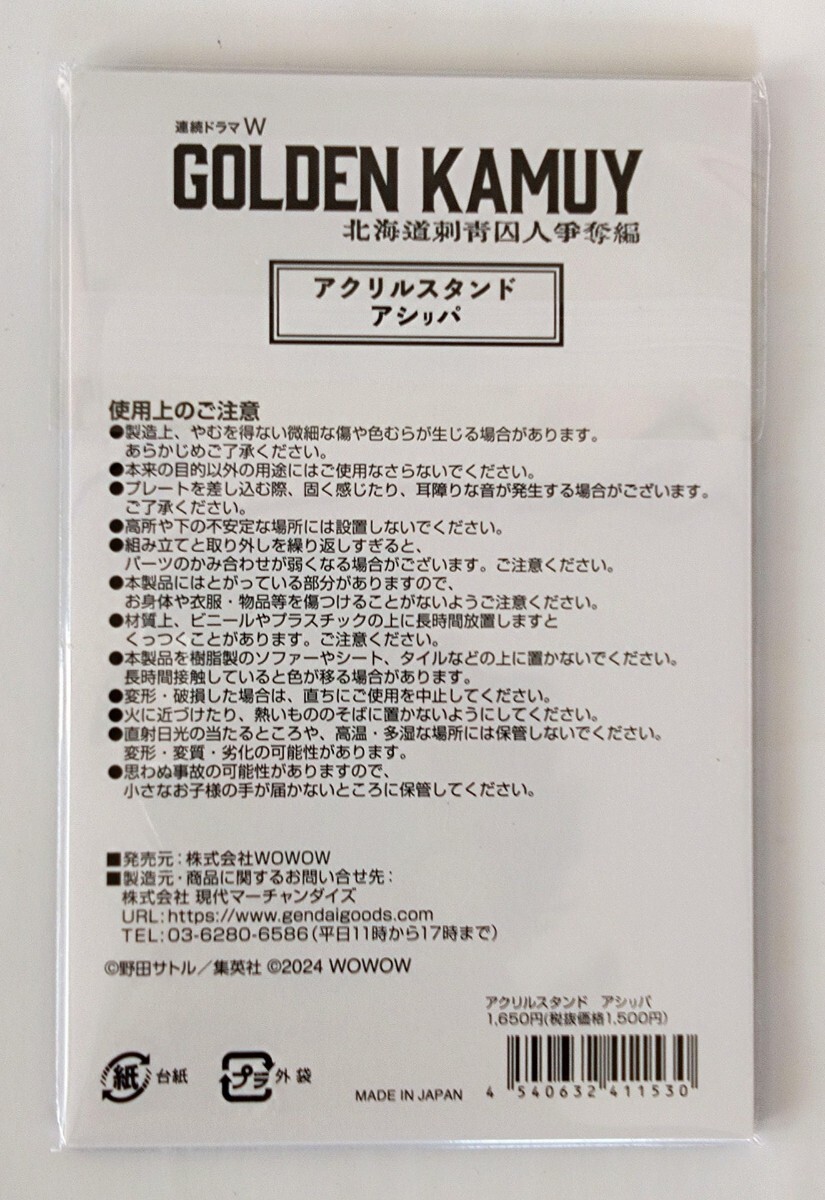 連続ドラマW
GOLDEN KAMUY
北海道刺青囚人争奪編
アクリルスタンド
アシㇼパ
使用上のご注意
●製造上、やむを得ない微細な傷や色むらが生じる場合があります。
あらかじめご了承ください。
●本来の目的以外の用途にはご使用なさらないでください。
●プレートを差し込む際、固く感じたり、耳障りな音が発生する場合がございます。
ご了承ください。
●高所や下の不安定な場所には設置しないでください。
●組み立てと取り外しを繰り返しすぎると、
パーツのかみ合わせが弱くなる場合がございます。ご注意ください。
●本製品にはとがっている部分がありますので、
お身体や衣服・物品等を傷つけることがないようご注意ください。
●材質上、ビニールやプラスチックの上に長時間放置しますと
くっつくことがあります。ご注意ください。
●本製品を樹脂製のソファーやシート、タイルなどの上に置かないでください。
長時間接触していると色が移る場合があります。
●変形・破損した場合は、直ちにご使用を中止してください。
●火に近づけたり、熱いもののそばに置かないようにしてください。
●直射日光の当たるところや、高温・多湿な場所には保管しないでください。
変形・変質・劣化の可能性があります。
●思わぬ事故の可能性がありますので、
小さなお子様の手が届かないところに保管してください。
■発売元:株式会社WOWOW
■製造元・商品に関するお問い合せ先:
株式会社 現代マーチャンダイズ
URL:https://www.gendaigoods.com
TEL:03-6280-6586(平日11時から17時まで)
©野田サトル/集英社 ©2024 WOWOW
アクリルスタンド アシㇼパ
1,650円(税抜価格1,500円)
紙 台紙 プラ 外袋
MADE IN JAPAN
4 540632 411530